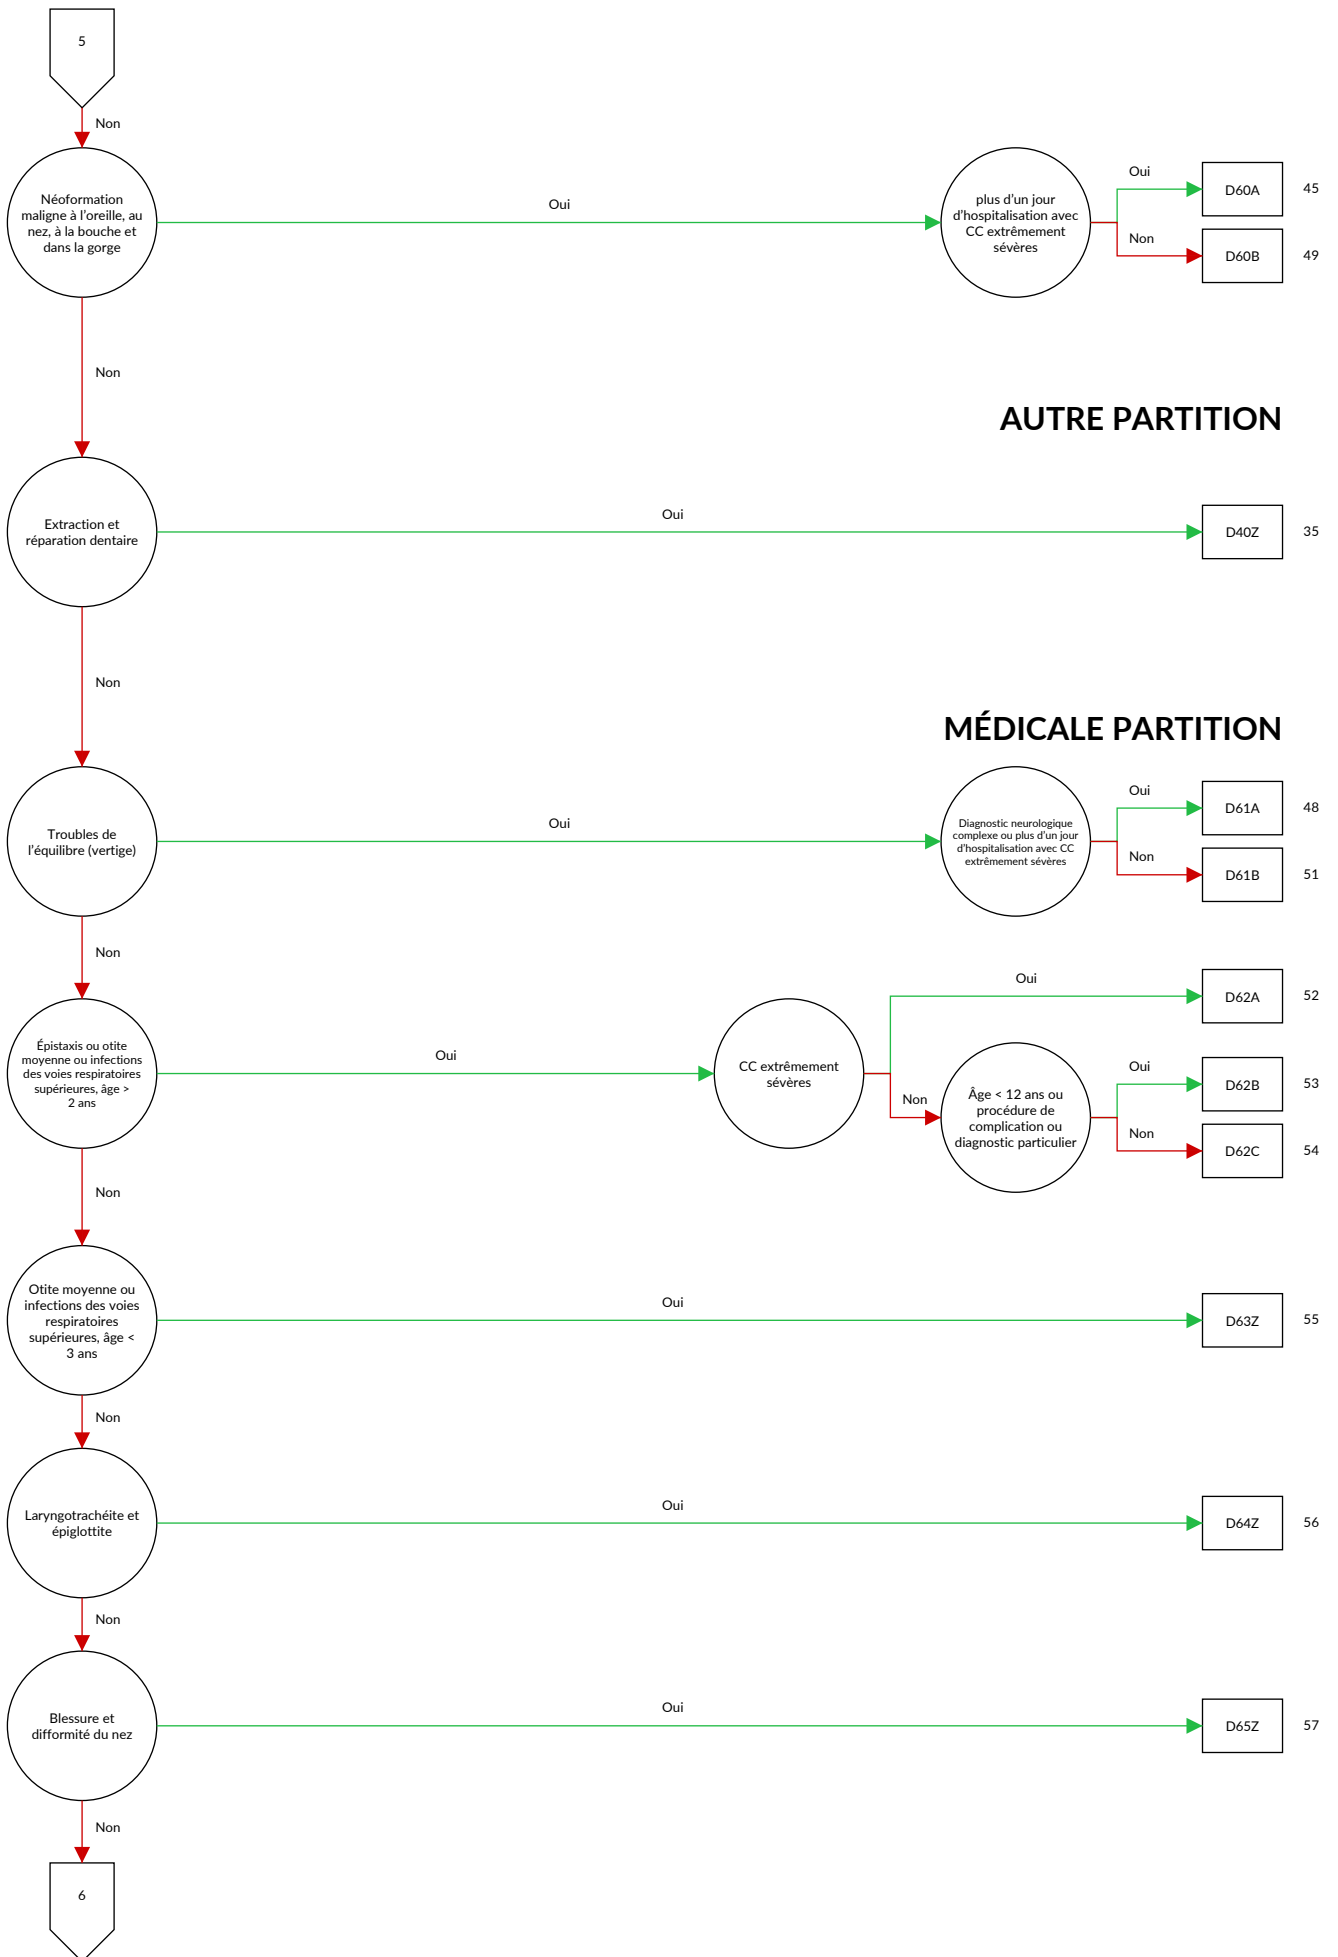 5
Non
Néoformation
maligne à l'oreille, au
nez, à la bouche et
dans la gorge
Oui
plus d'un jour
d'hospitalisation avec
CC extrêmement
sévères
Oui
D60A
45
Non
D60B
49
Non
AUTRE PARTITION
Extraction et
réparation dentaire
Oui
D40Z
35
Non
MÉDICALE PARTITION
Troubles de
l'équilibre (vertige)
Oui
Diagnostic neurologique
complexe ou plus d'un jour
d'hospitalisation avec CC
extrêmement sévères
Oui
D61A
48
Non
D61B
51
Non
Épistaxis ou otite
moyenne ou infections
des voies respiratoires
supérieures, âge >
2 ans
Oui
CC extrêmement
sévères
Oui
D62A
52
Non
Âge < 12 ans ou
procédure de
complication ou
diagnostic particulier
Oui
D62B
53
Non
D62C
54
Non
Otite moyenne ou
infections des voies
respiratoires
supérieures, âge <
3 ans
Oui
D63Z
55
Non
Laryngotrachéite et
épiglottite
Oui
D64Z
56
Non
Blessure et
difformité du nez
Oui
D65Z
57
Non
6